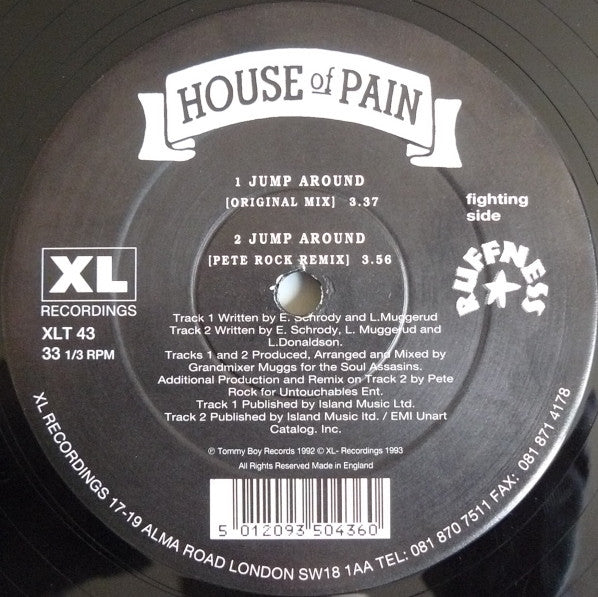 HOUSE of PAIN
1 JUMP AROUND
[ORIGINAL MIX] 3.37
2 JUMP AROUND
[PETE ROCK REMIX] 3.56
fighting
side
RUFFNESS
XL
RECORDINGS
XLT 43
33 1/3 RPM
Track 1 Written by E. Schrody and L.Muggerud
Track 2 Written by E. Schrody, L. Muggerud and
L.Donaldson.
Tracks 1 and 2 Produced, Arranged and Mixed by
Grandmixer Muggs for the Soul Assasins.
Additional Production and Remix on Track 2 by Pete
Rock for Untouchables Ent.
Track 1 Published by Island Music Ltd.
Track 2 Published by Island Music ltd. / EMI Unart
Catalog. Inc.
℗ Tommy Boy Records 1992 © XL- Recordings 1993
All Rights Reserved Made in England
5 012093 504360
XL RECORDINGS 17-19 ALMA ROAD LONDON SW18 1AA TEL: 081 870 7511 FAX: 081 871 4178